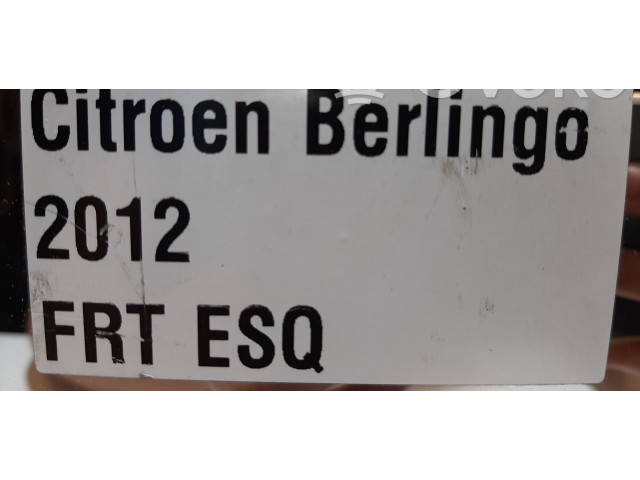 Citroen Berlingo
2012
FRT ESQ